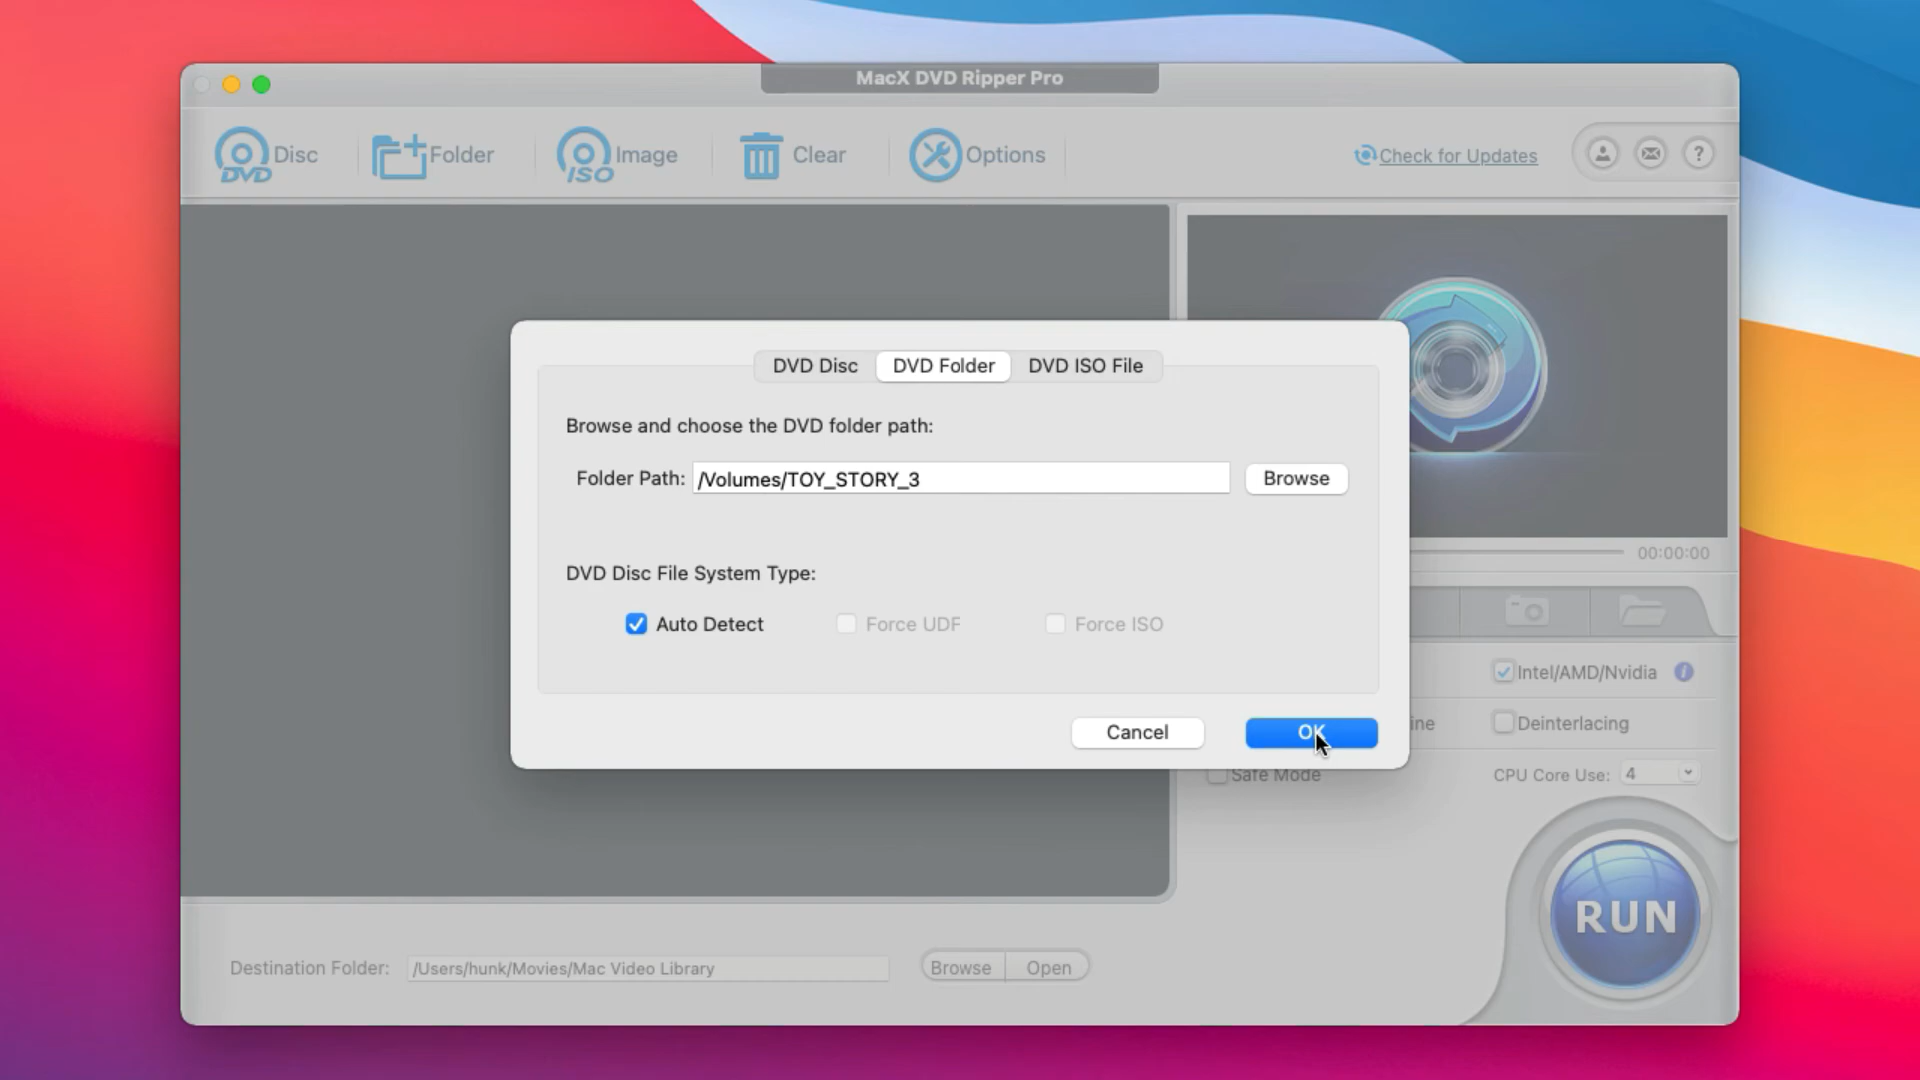 MacX DVD Ripper Pro
DVD Disc
Folder
ISO Image
Clear
Options
Check for Updates
?
DVD Disc DVD Folder DVD ISO File
Browse and choose the DVD folder path:
Folder Path: /Volumes/TOY_STORY_3 Browse
00:00:00
DVD Disc File System Type:
Auto Detect Force UDF Force ISO
Intel/AMD/Nvidia i
ine Deinterlacing
Cancel OK
Safe Mode CPU Core Use: 4
RUN
Destination Folder: /Users/hunk/Movies/Mac Video Library Browse Open